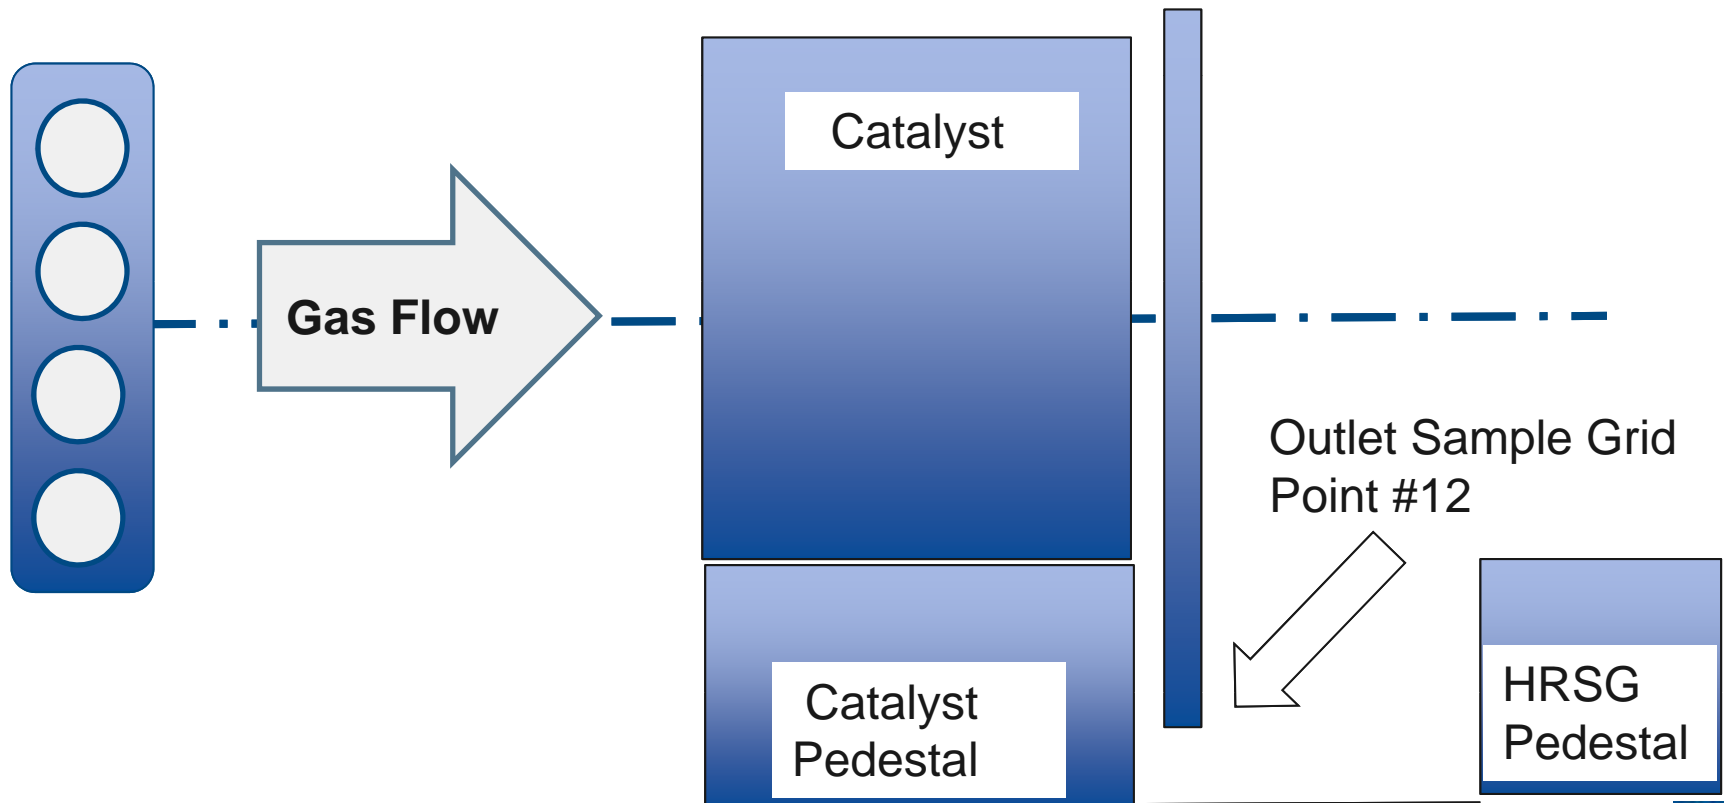 Catalyst
Gas Flow
Outlet Sample Grid
Point #12
Catalyst
Pedestal
HRSG
Pedestal